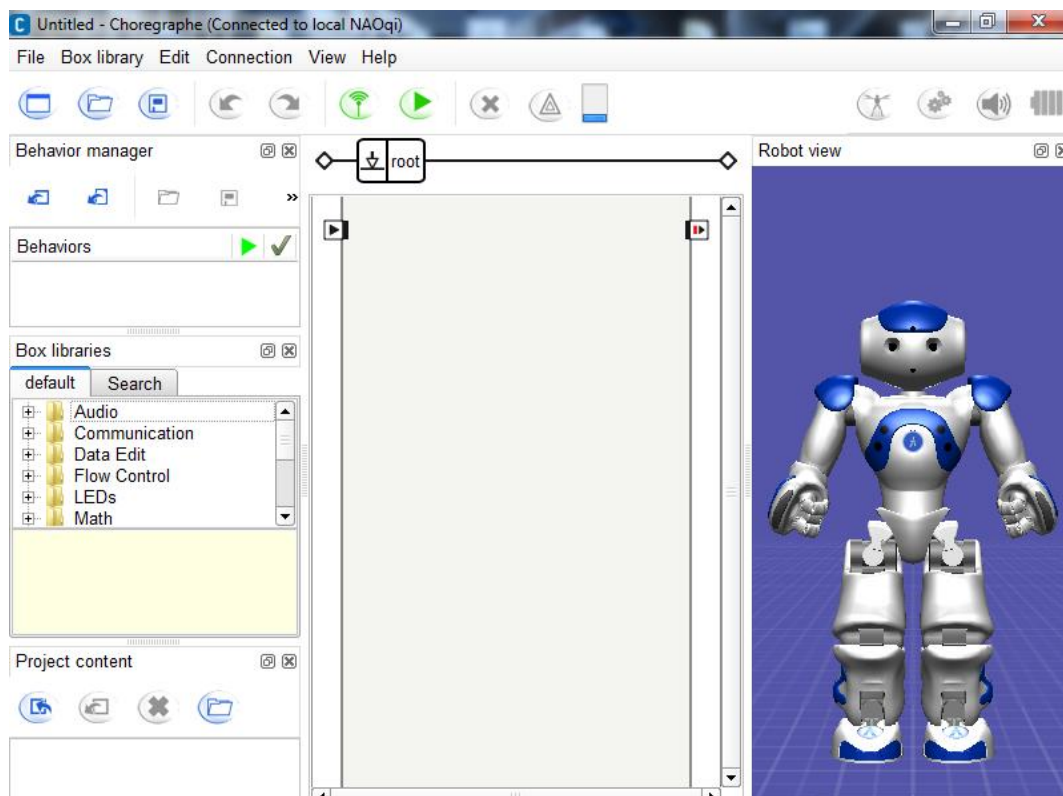 Untitled - Choregraphe (Connected to local NAOqi)
File Box library Edit Connection View Help
Behavior manager
root
Robot view
»
Behaviors
Box libraries
default Search
Audio
Communication
Data Edit
Flow Control
LEDs
Math
Project content